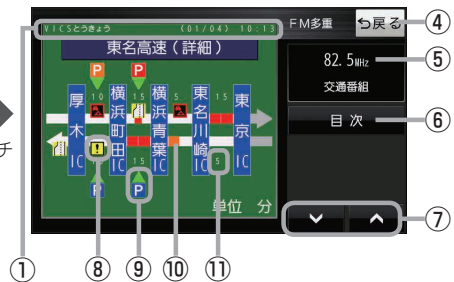 VICSとうきょう (01/04) 10:13
FM多重
戻る
④
東名高速(詳細)
82.5MHz
⑤
交通番組
P P
10 15 5 15
厚木IC
横浜町田IC
横浜青葉IC
東名川崎IC
東京IC
目次
⑥
チ
!
15
5
P P
単位 分
⑦
① ⑧ ⑨ ⑩ ⑪